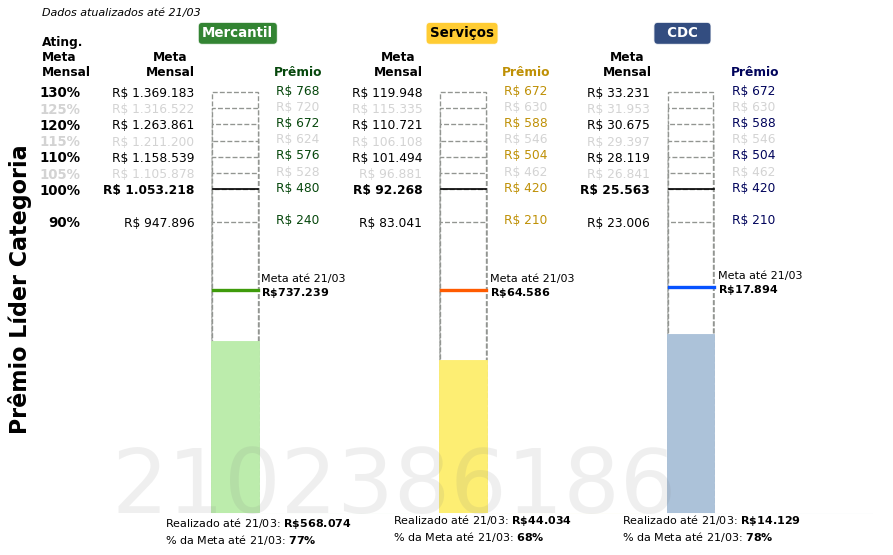 Dados atualizados até 21/03
Mercantil Serviços CDC
Ating. Meta Mensal Meta Mensal Prêmio Meta Mensal Prêmio Meta Mensal Prêmio
130% R$ 1.369.183 R$ 768 R$ 119.948 R$ 672 R$ 33.231 R$ 672
125% R$ 1.316.522 R$ 720 R$ 115.335 R$ 630 R$ 31.953 R$ 630
120% R$ 1.263.861 R$ 672 R$ 110.721 R$ 588 R$ 30.675 R$ 588
115% R$ 1.211.200 R$ 624 R$ 106.108 R$ 546 R$ 29.397 R$ 546
110% R$ 1.158.539 R$ 576 R$ 101.494 R$ 504 R$ 28.119 R$ 504
105% R$ 1.105.878 R$ 528 R$ 96.881 R$ 462 R$ 26.841 R$ 462
100% R$ 1.053.218 R$ 480 R$ 92.268 R$ 420 R$ 25.563 R$ 420
90% R$ 947.896 R$ 240 R$ 83.041 R$ 210 R$ 23.006 R$ 210
Prêmio Líder Categoria
Meta até 21/03 Meta até 21/03 Meta até 21/03
R$737.239 R$64.586 R$17.894
2102386186
Realizado até 21/03: R$568.074 Realizado até 21/03: R$44.034 Realizado até 21/03: R$14.129
% da Meta até 21/03: 77% % da Meta até 21/03: 68% % da Meta até 21/03: 78%